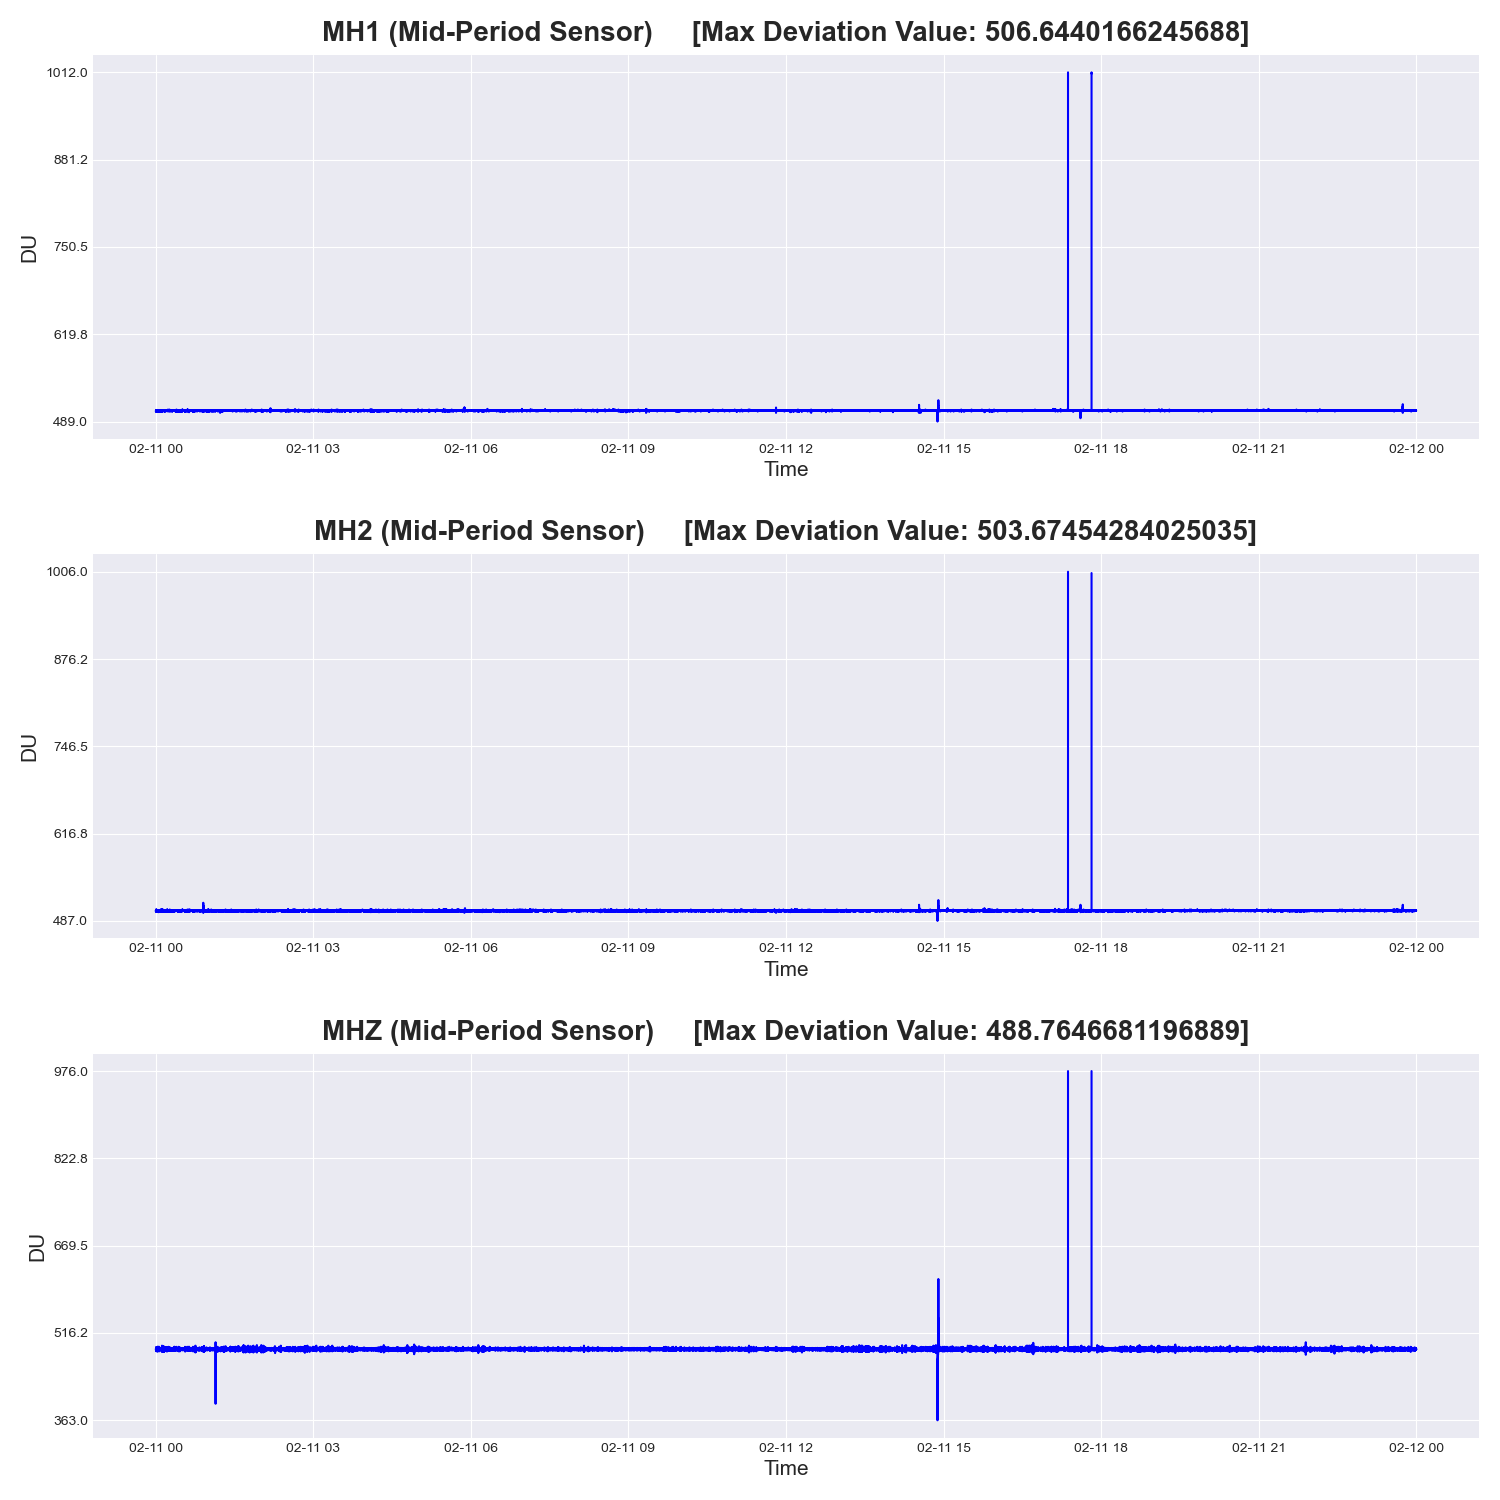 MH1 (Mid-Period Sensor) [Max Deviation Value: 506.6440166245688]
1012.0
881.2
750.5
619.8
489.0
DU
02-11 00 02-11 03 02-11 06 02-11 09 02-11 12 02-11 15 02-11 18 02-11 21 02-12 00
Time
MH2 (Mid-Period Sensor) [Max Deviation Value: 503.67454284025035]
1006.0
876.2
746.5
616.8
487.0
DU
02-11 00 02-11 03 02-11 06 02-11 09 02-11 12 02-11 15 02-11 18 02-11 21 02-12 00
Time
MHZ (Mid-Period Sensor) [Max Deviation Value: 488.7646681196889]
976.0
822.8
669.5
516.2
363.0
DU
02-11 00 02-11 03 02-11 06 02-11 09 02-11 12 02-11 15 02-11 18 02-11 21 02-12 00
Time